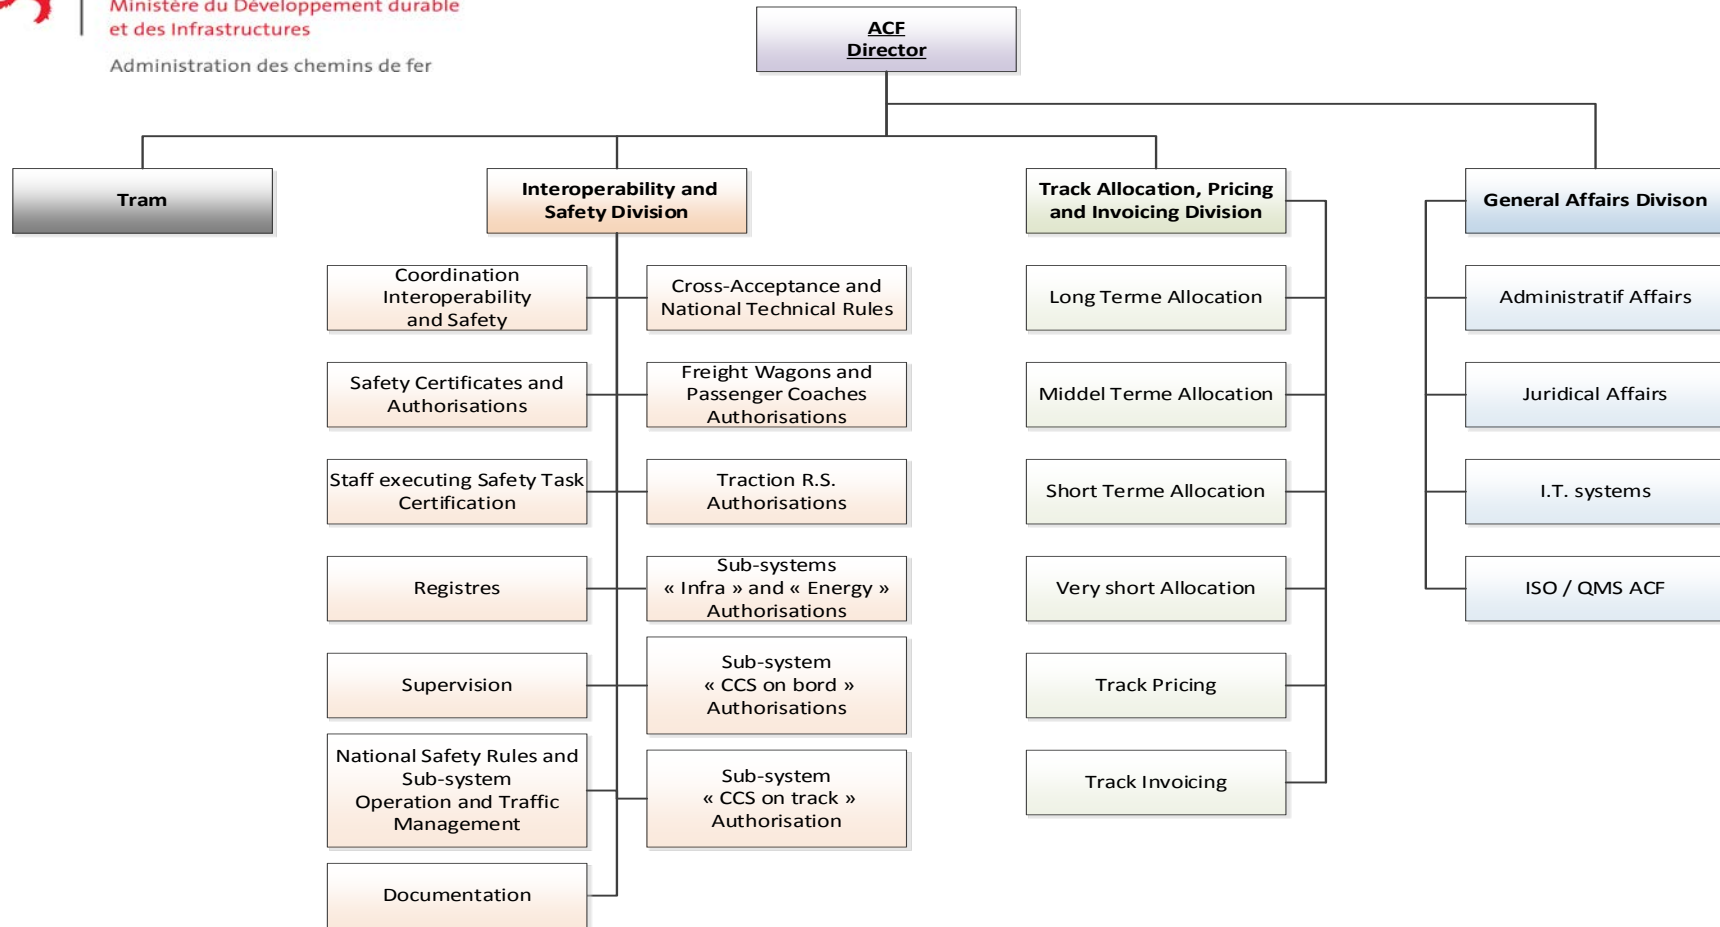 Ministère du Développement durable
et des Infrastructures
Administration des chemins de fer
ACF
Director
Tram
Interoperability and
Safety Division
Track Allocation, Pricing
and Invoicing Division
General Affairs Divison
Coordination
Interoperability
and Safety
Cross-Acceptance and
National Technical Rules
Long Terme Allocation
Administratif Affairs
Safety Certificates and
Authorisations
Freight Wagons and
Passenger Coaches
Authorisations
Middel Terme Allocation
Juridical Affairs
Staff executing Safety Task
Certification
Traction R.S.
Authorisations
Short Terme Allocation
I.T. systems
Registres
Sub-systems
« Infra » and « Energy »
Authorisations
Very short Allocation
ISO / QMS ACF
Supervision
Sub-system
« CCS on bord »
Authorisations
Track Pricing
National Safety Rules and
Sub-system
Operation and Traffic
Management
Sub-system
« CCS on track »
Authorisation
Track Invoicing
Documentation